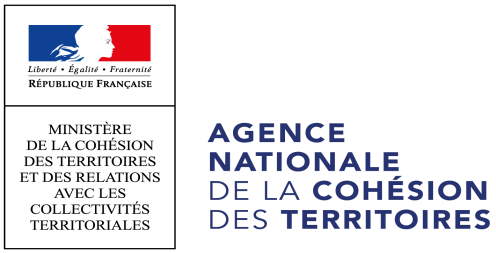 Liberté • Égalité • Fraternité
RÉPUBLIQUE FRANÇAISE
MINISTÈRE
DE LA COHÉSION
DES TERRITOIRES
ET DES RELATIONS
AVEC LES
COLLECTIVITÉS
TERRITORIALES
AGENCE
NATIONALE
DE LA COHÉSION
DES TERRITOIRES